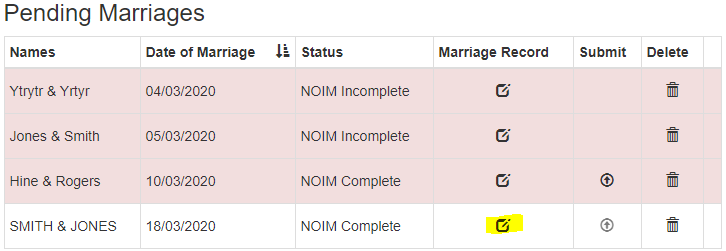 Pending Marriages
Names Date of Marriage Status Marriage Record Submit Delete
Ytrytr & Yrtyr 04/03/2020 NOIM Incomplete
Jones & Smith 05/03/2020 NOIM Incomplete
Hine & Rogers 10/03/2020 NOIM Complete
SMITH & JONES 18/03/2020 NOIM Complete